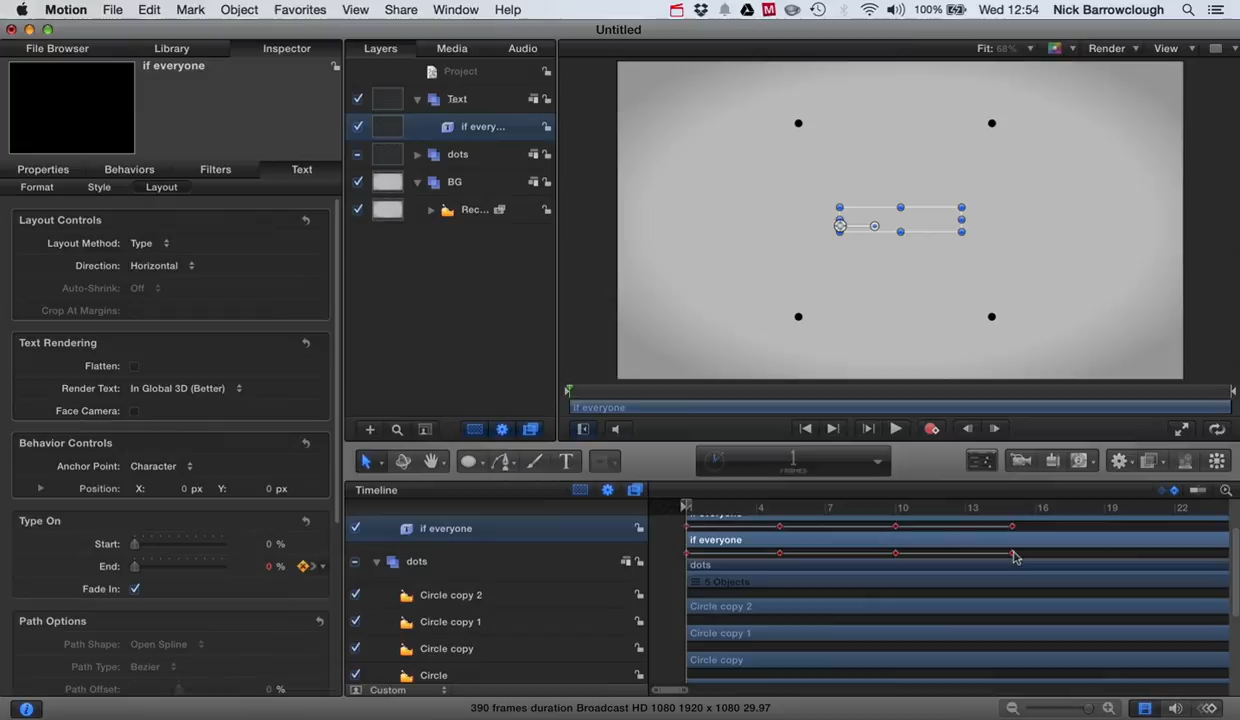 Motion File Edit Mark Object Favorites View Share Window Help 100% Wed 12:54 Nick Barrowclough
Untitled
File Browser Library Inspector Layers Media Audio Fit: 68% Render View
if everyone
Project
Text
if every...
dots
BG
Rec...
Properties Behaviors Filters Text
Format Style Layout
Layout Controls
Layout Method: Type
Direction: Horizontal
Auto-Shrink: Off
Crop At Margins:
Text Rendering
Flatten:
Render Text: In Global 3D (Better)
Face Camera:
Behavior Controls
Anchor Point: Character
Position: X: 0 px Y: 0 px
Type On
Start: 0 %
End: 0 %
Fade In:
Path Options
Path Shape: Open Spline
Path Type: Bezier
Path Offset: 0 %
If everyone
1
FRAMES
Timeline
1 4 7 10 13 16 19 22
if everyone
if everyone
if everyone
dots
dots
5 Objects
Circle copy 2
Circle copy 2
Circle copy 1
Circle copy 1
Circle copy
Circle copy
Circle
Custom
390 frames duration Broadcast HD 1080 1920 x 1080 29.97